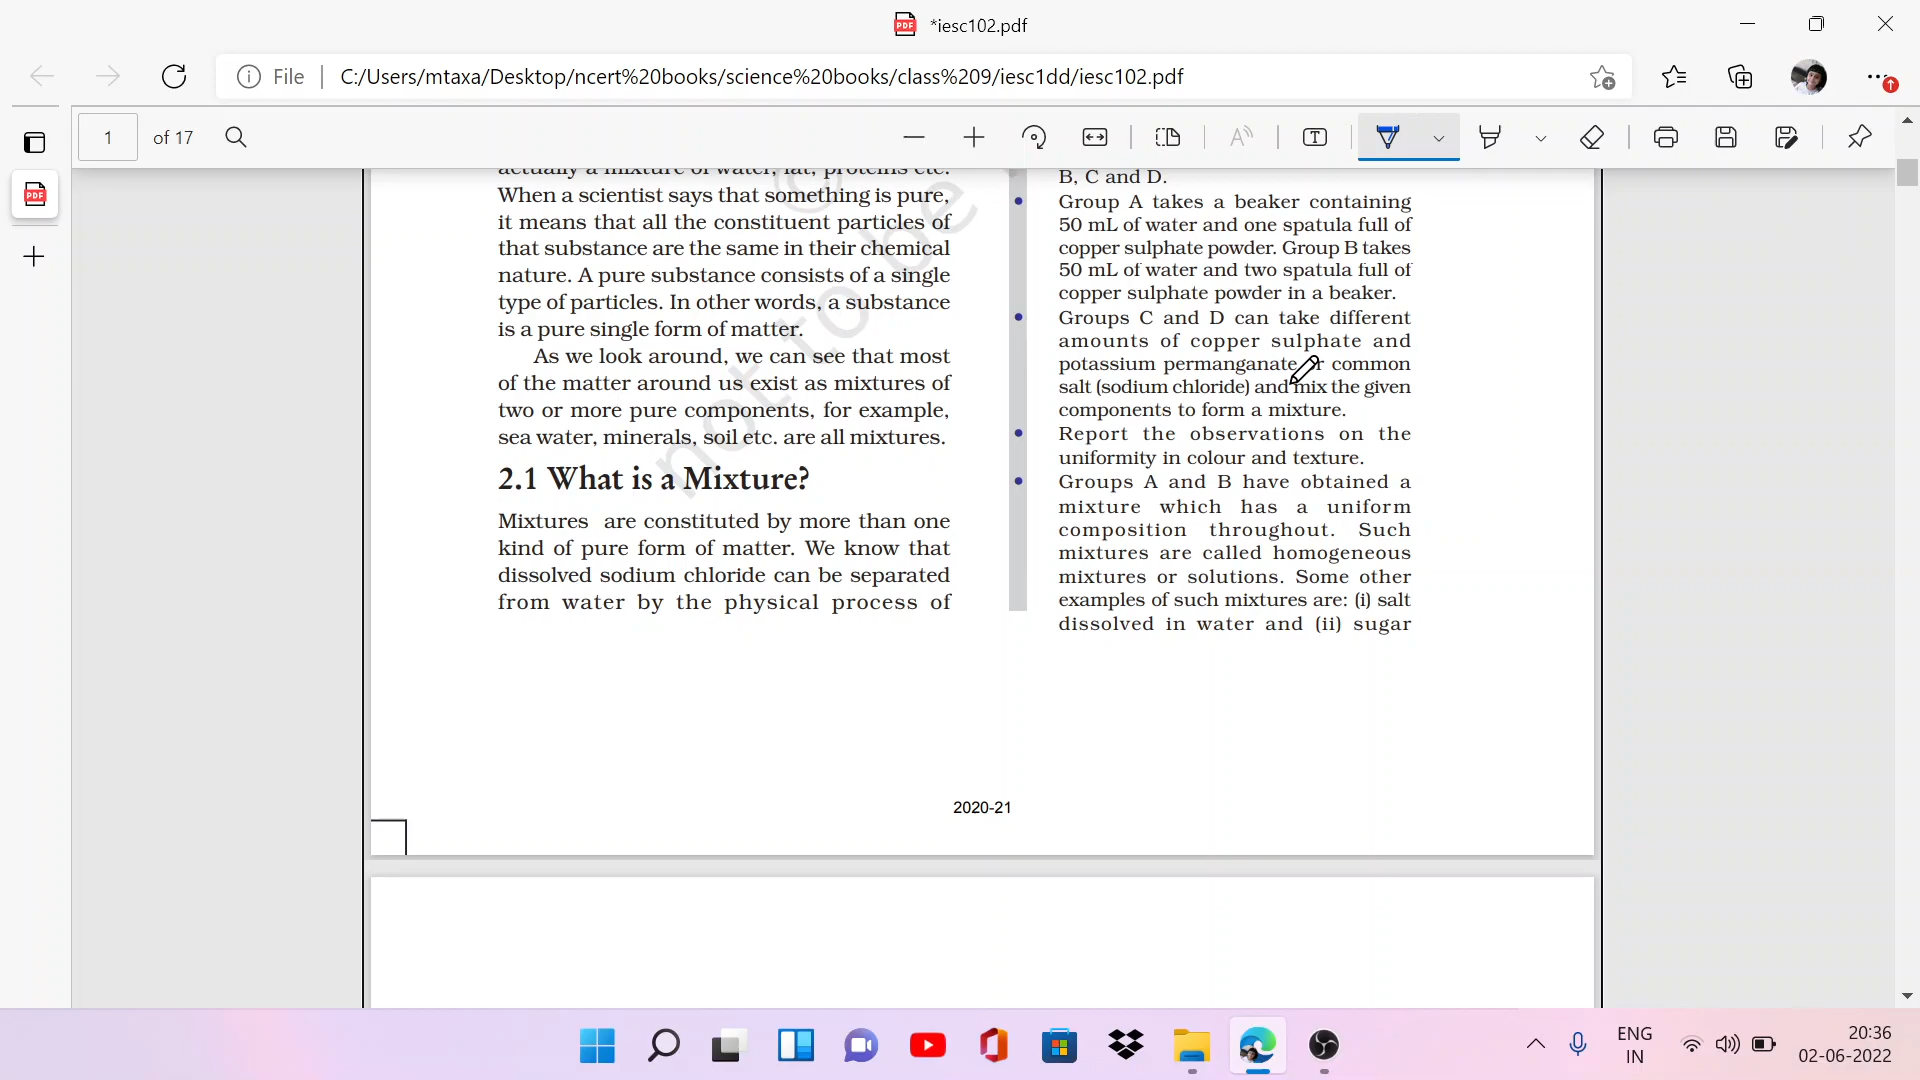 *iesc102.pdf
File
C:/Users/mtaxa/Desktop/ncert%20books/science%20books/class%209/iesc1dd/iesc102.pdf
1 of 17
actually a mixture of water, fat, proteins etc.
When a scientist says that something is pure,
it means that all the constituent particles of
that substance are the same in their chemical
nature. A pure substance consists of a single
type of particles. In other words, a substance
is a pure single form of matter.
As we look around, we can see that most
of the matter around us exist as mixtures of
two or more pure components, for example,
sea water, minerals, soil etc. are all mixtures.
2.1 What is a Mixture?
Mixtures are constituted by more than one
kind of pure form of matter. We know that
dissolved sodium chloride can be separated
from water by the physical process of
© not to be
B, C and D.
• Group A takes a beaker containing
50 mL of water and one spatula full of
copper sulphate powder. Group B takes
50 mL of water and two spatula full of
copper sulphate powder in a beaker.
• Groups C and D can take different
amounts of copper sulphate and
potassium permanganate or common
salt (sodium chloride) and mix the given
components to form a mixture.
• Report the observations on the
uniformity in colour and texture.
• Groups A and B have obtained a
mixture which has a uniform
composition throughout. Such
mixtures are called homogeneous
mixtures or solutions. Some other
examples of such mixtures are: (i) salt
dissolved in water and (ii) sugar
2020-21
ENG
IN
20:36
02-06-2022